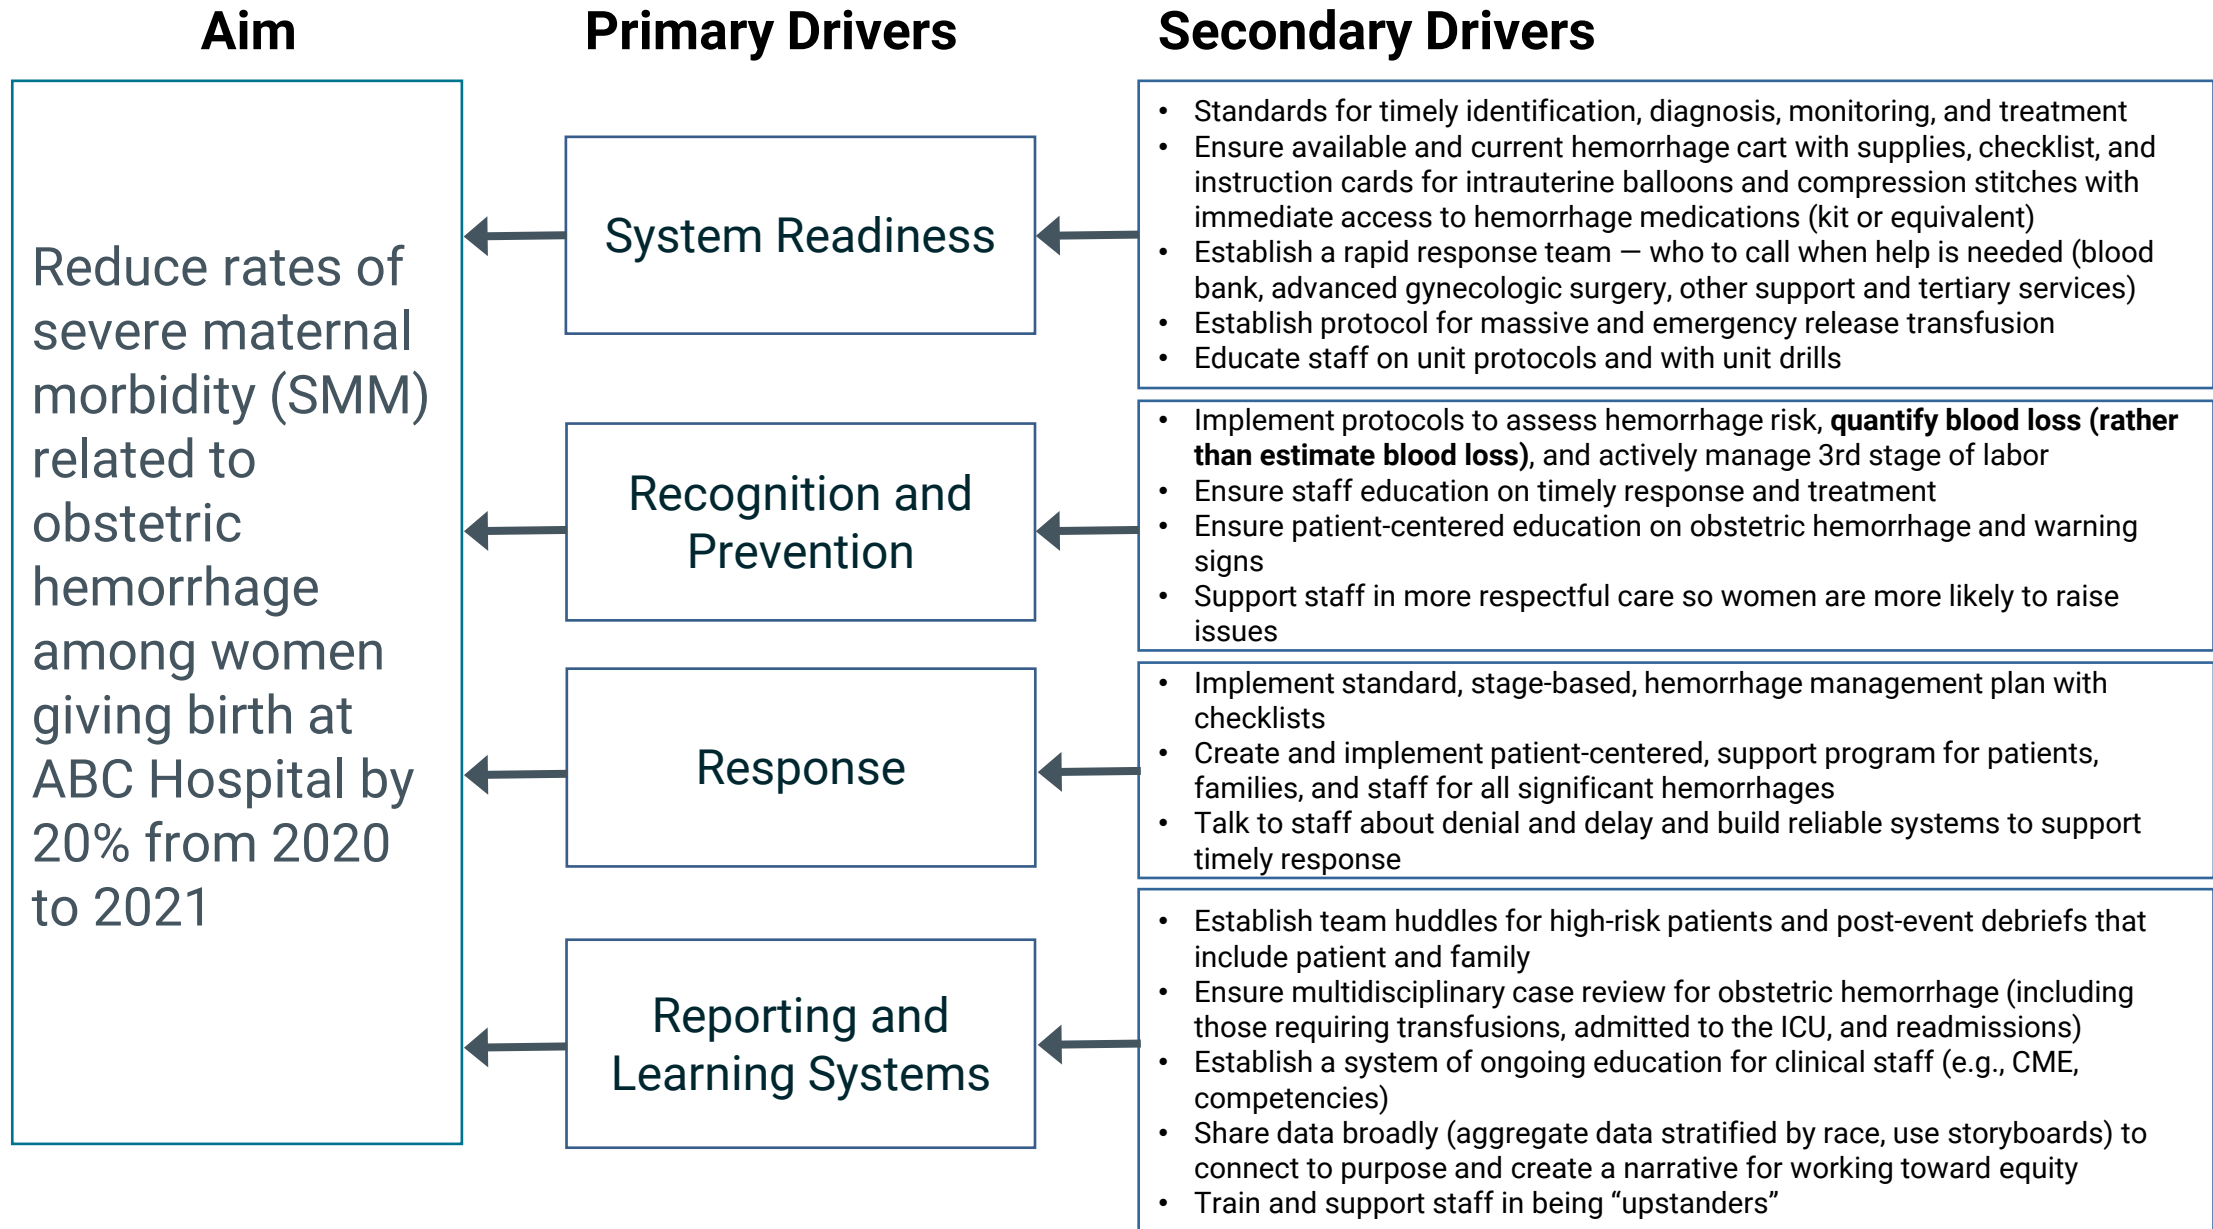 Aim
Primary Drivers
Secondary Drivers
Reduce rates of
severe maternal
morbidity (SMM)
related to
obstetric
hemorrhage
among women
giving birth at
ABC Hospital by
20% from 2020
to 2021
System Readiness
• Standards for timely identification, diagnosis, monitoring, and treatment
• Ensure available and current hemorrhage cart with supplies, checklist, and
instruction cards for intrauterine balloons and compression stitches with
immediate access to hemorrhage medications (kit or equivalent)
• Establish a rapid response team — who to call when help is needed (blood
bank, advanced gynecologic surgery, other support and tertiary services)
• Establish protocol for massive and emergency release transfusion
• Educate staff on unit protocols and with unit drills
Recognition and
Prevention
• Implement protocols to assess hemorrhage risk, quantify blood loss (rather
than estimate blood loss), and actively manage 3rd stage of labor
• Ensure staff education on timely response and treatment
• Ensure patient-centered education on obstetric hemorrhage and warning
signs
• Support staff in more respectful care so women are more likely to raise
issues
Response
• Implement standard, stage-based, hemorrhage management plan with
checklists
• Create and implement patient-centered, support program for patients,
families, and staff for all significant hemorrhages
• Talk to staff about denial and delay and build reliable systems to support
timely response
Reporting and
Learning Systems
• Establish team huddles for high-risk patients and post-event debriefs that
include patient and family
• Ensure multidisciplinary case review for obstetric hemorrhage (including
those requiring transfusions, admitted to the ICU, and readmissions)
• Establish a system of ongoing education for clinical staff (e.g., CME,
competencies)
• Share data broadly (aggregate data stratified by race, use storyboards) to
connect to purpose and create a narrative for working toward equity
• Train and support staff in being “upstanders”